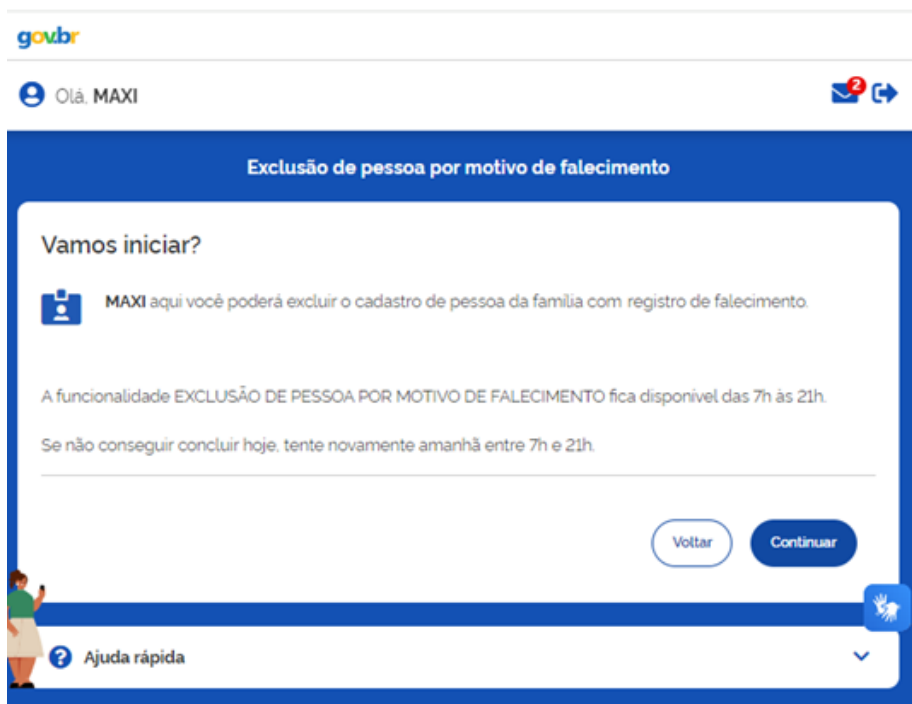 gov.br
Olá, MAXI
2
Exclusão de pessoa por motivo de falecimento
Vamos iniciar?
MAXI aqui você poderá excluir o cadastro de pessoa da família com registro de falecimento.
A funcionalidade EXCLUSÃO DE PESSOA POR MOTIVO DE FALECIMENTO fica disponível das 7h às 21h.
Se não conseguir concluir hoje, tente novamente amanhã entre 7h e 21h.
Voltar
Continuar
? Ajuda rápida